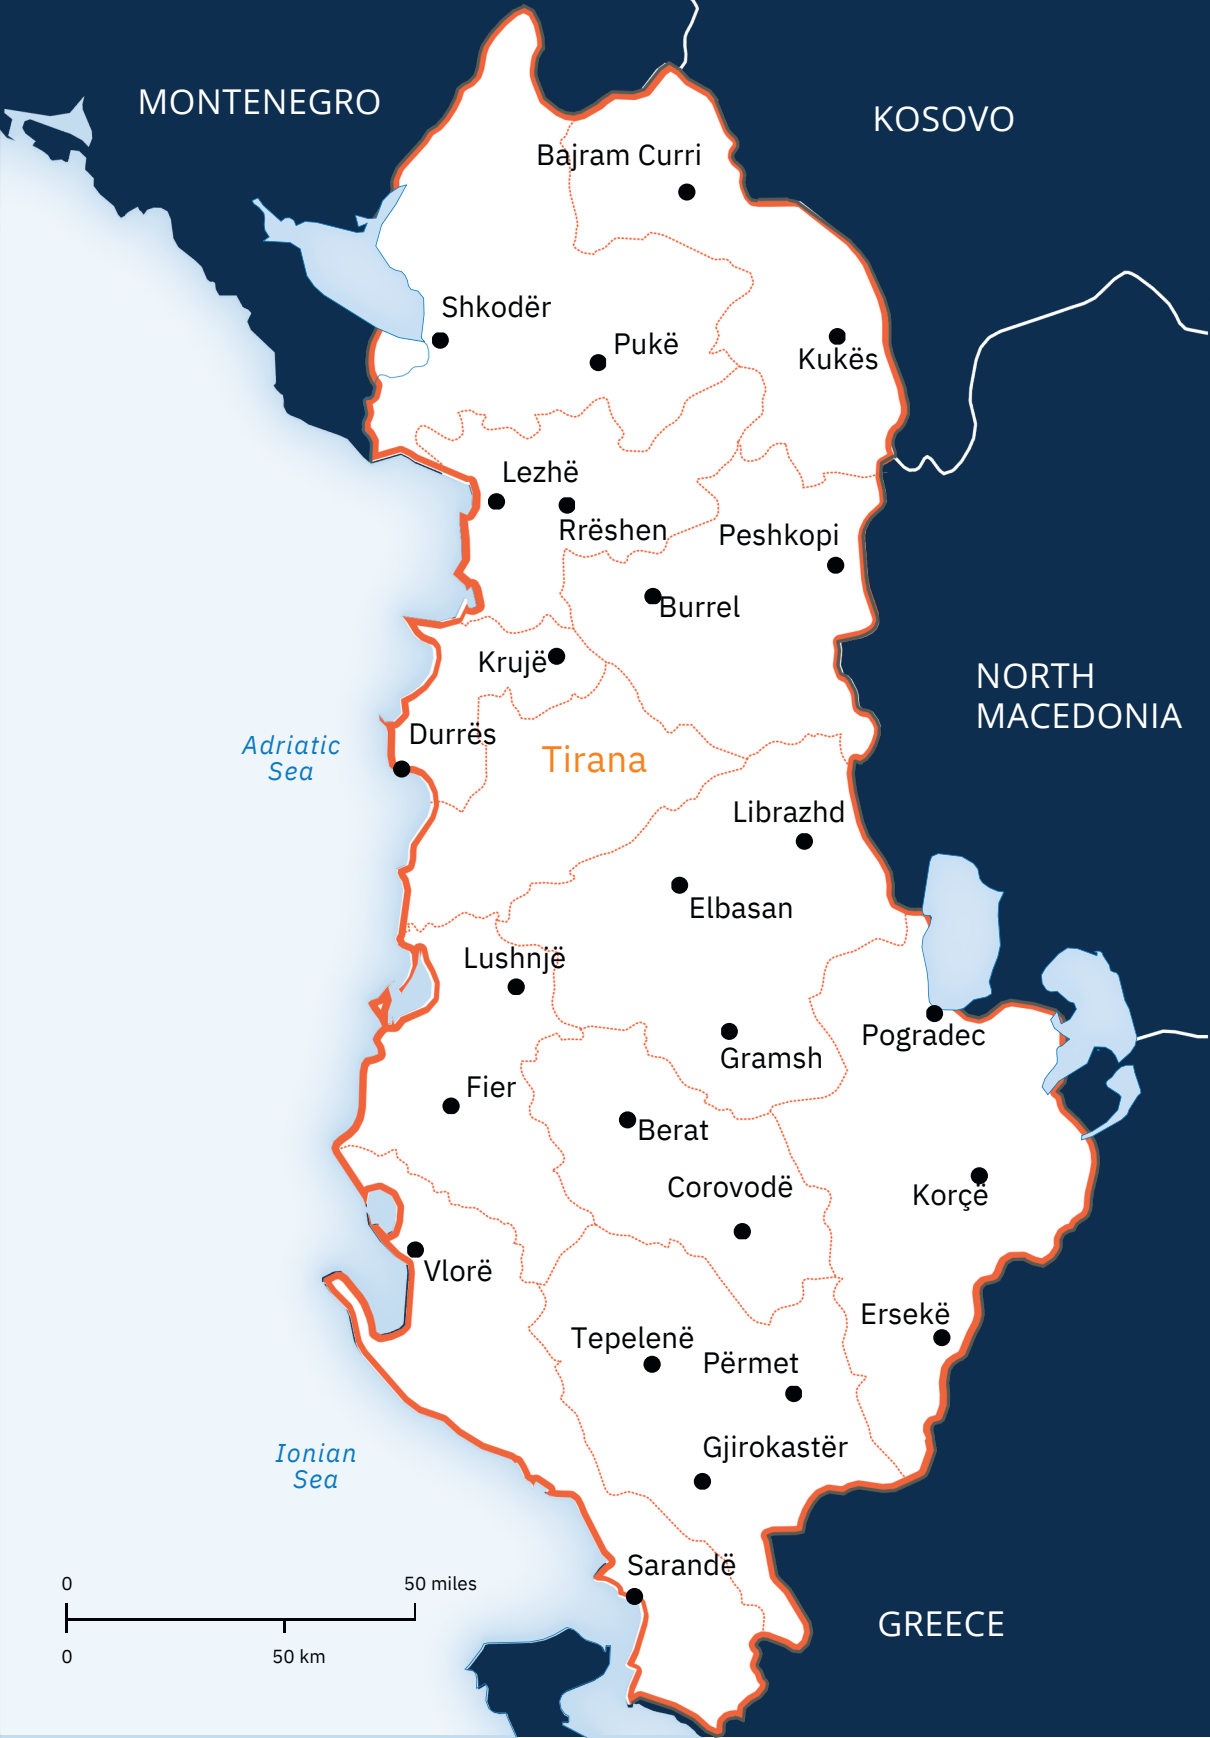 MONTENEGRO
KOSOVO
Bajram Curri
Shkodër
Pukë
Kukës
Lezhë
Rrëshen
Peshkopi
Burrel
Krujë
NORTH
MACEDONIA
Durrës
Adriatic
Sea
Tirana
Librazhd
Elbasan
Lushnjë
Pogradec
Gramsh
Fier
Berat
Corovodë
Korçë
Vlorë
Ersekë
Tepelenë
Përmet
Gjirokastër
Ionian
Sea
Sarandë
0 50 miles
0 50 km
GREECE